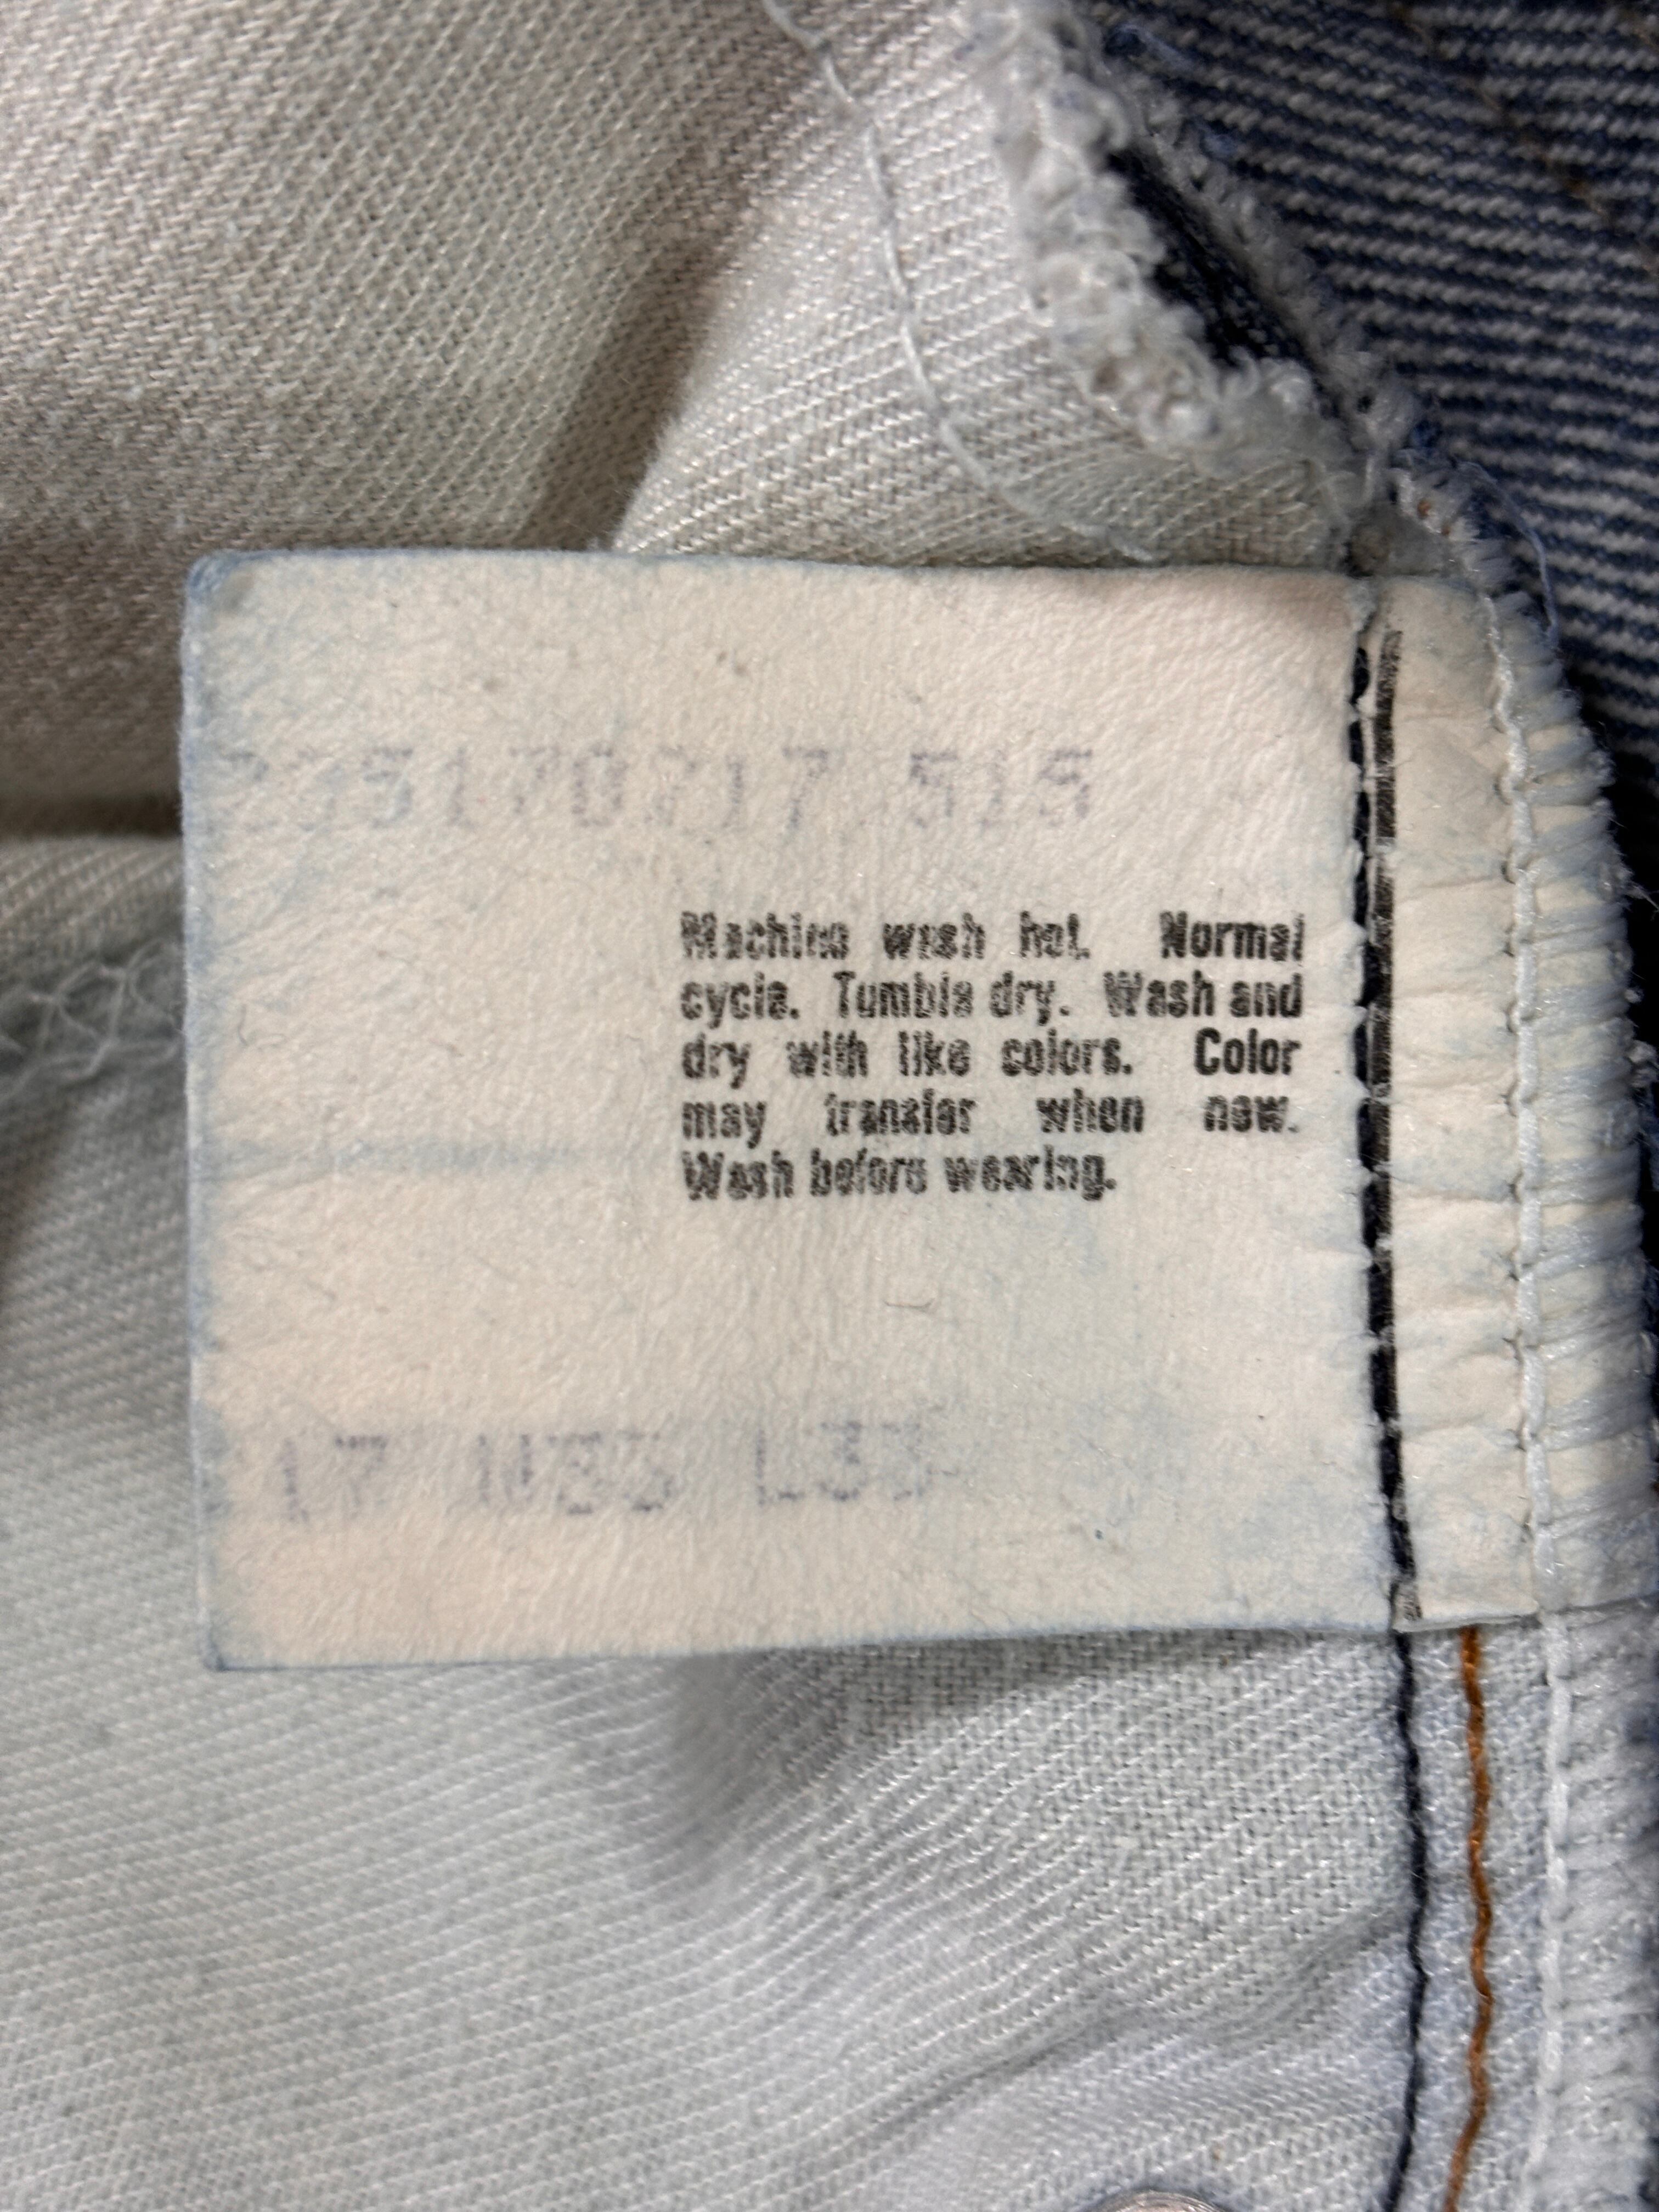 515
Machine wash hot. Normal
cycle. Tumble dry. Wash and
dry with like colors. Color
may transfer when new.
Wash before wearing.